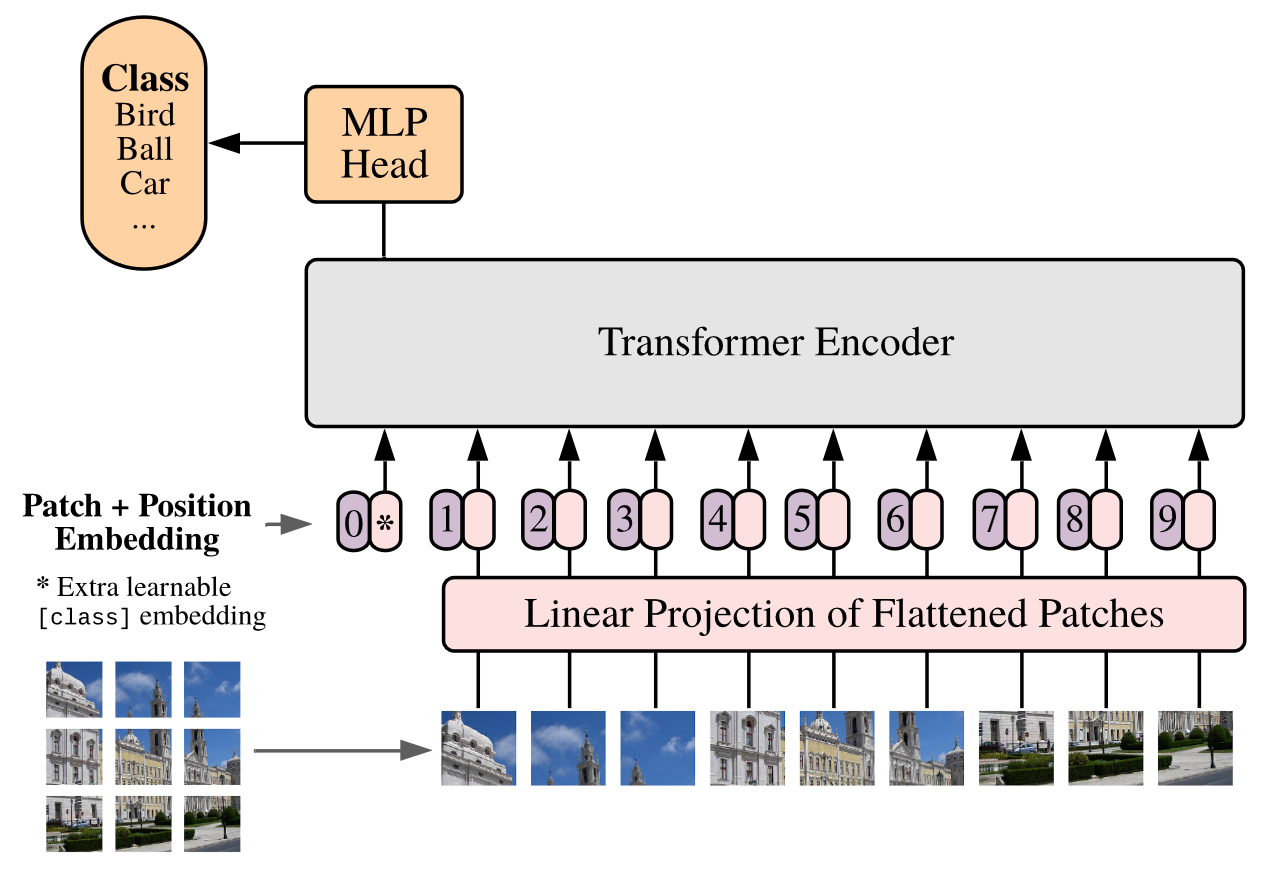 Class
Bird
Ball
Car
...
MLP
Head
Transformer Encoder
Patch + Position
Embedding
0 * 1 2 3 4 5 6 7 8 9
* Extra learnable
[class] embedding
Linear Projection of Flattened Patches